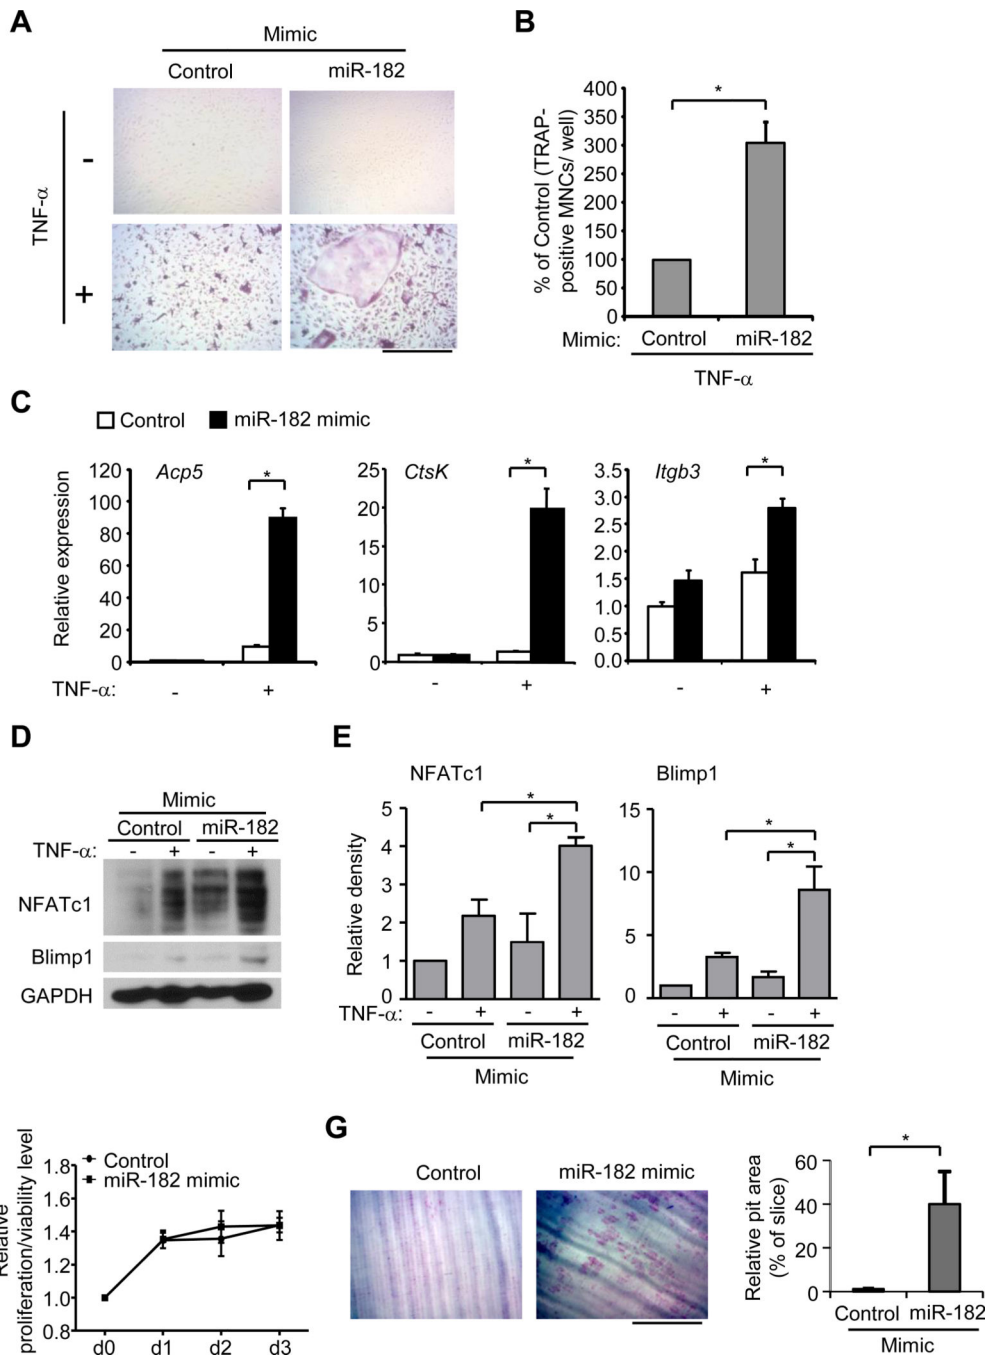 A
Mimic
Control miR-182
TNF-α
-
+
B
% of Control (TRAP-
positive MNCs/ well)
400
350
300
250
200
150
100
50
0
*
Mimic: Control miR-182
TNF-α
C
Control miR-182 mimic
Relative expression
Acp5
120
100
80
60
40
20
0
*
CtsK
25
20
15
10
5
0
*
Itgb3
3.5
3.0
2.5
2.0
1.5
1.0
0.5
0.0
*
TNF-α: - + - + - +
D
Mimic
Control miR-182
TNF-α: - + - +
NFATc1
Blimp1
GAPDH
E
NFATc1
Relative density
5
4
3
2
1
0
*
*
TNF-α: - + - +
Control miR-182
Mimic
Blimp1
15
10
5
0
*
*
- + - +
Control miR-182
Mimic
Relative
proliferation/viability level
Control
miR-182 mimic
1.8
1.6
1.4
1.2
1.0
0.8
d0 d1 d2 d3
G
Control miR-182 mimic
Relative pit area
(% of slice)
60
40
20
0
*
Control miR-182
Mimic